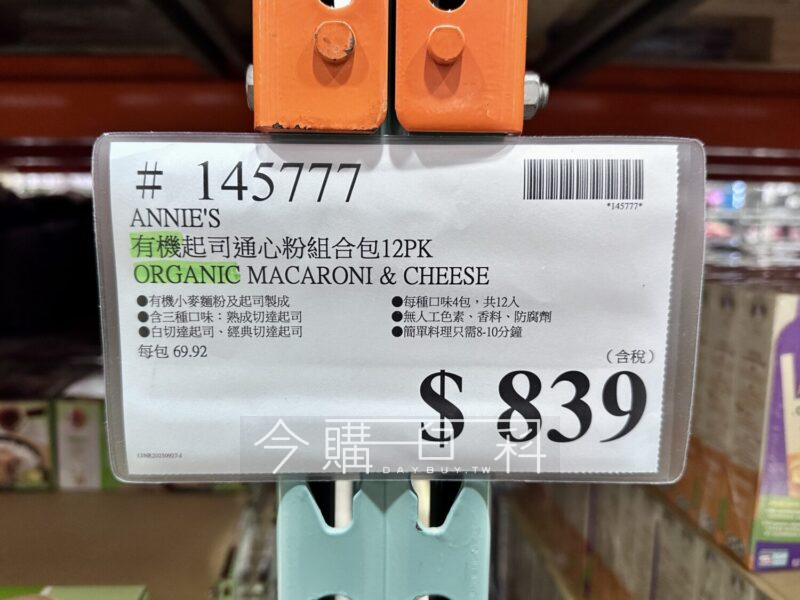 # 145777
*145777*
ANNIE'S
有機起司通心粉組合包12PK
ORGANIC MACARONI & CHEESE
●有機小麥麵粉及起司製成
●含三種口味：熟成切達起司
●白切達起司、經典切達起司
●每種口味4包，共12入
●無人工色素、香料、防腐劑
●簡單料理只需8-10分鐘
每包 69.92
（含稅）
$ 839
今購百科
DAYBUY.TW